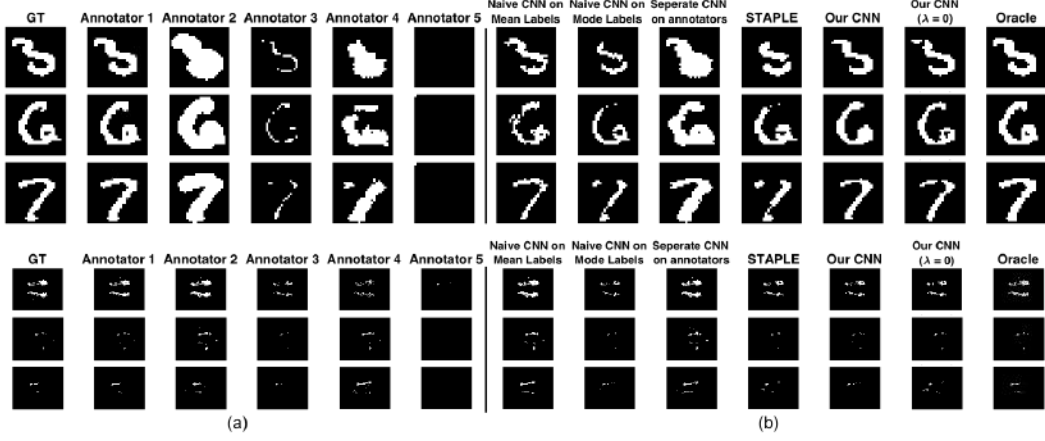 GT Annotator 1 Annotator 2 Annotator 3 Annotator 4 Annotator 5 Naive CNN on Mean Labels Naive CNN on Mode Labels Seperate CNN on annotators STAPLE Our CNN Our CNN (λ = 0) Oracle
GT Annotator 1 Annotator 2 Annotator 3 Annotator 4 Annotator 5 Naive CNN on Mean Labels Naive CNN on Mode Labels Seperate CNN on annotators STAPLE Our CNN Our CNN (λ = 0) Oracle
(a) (b)